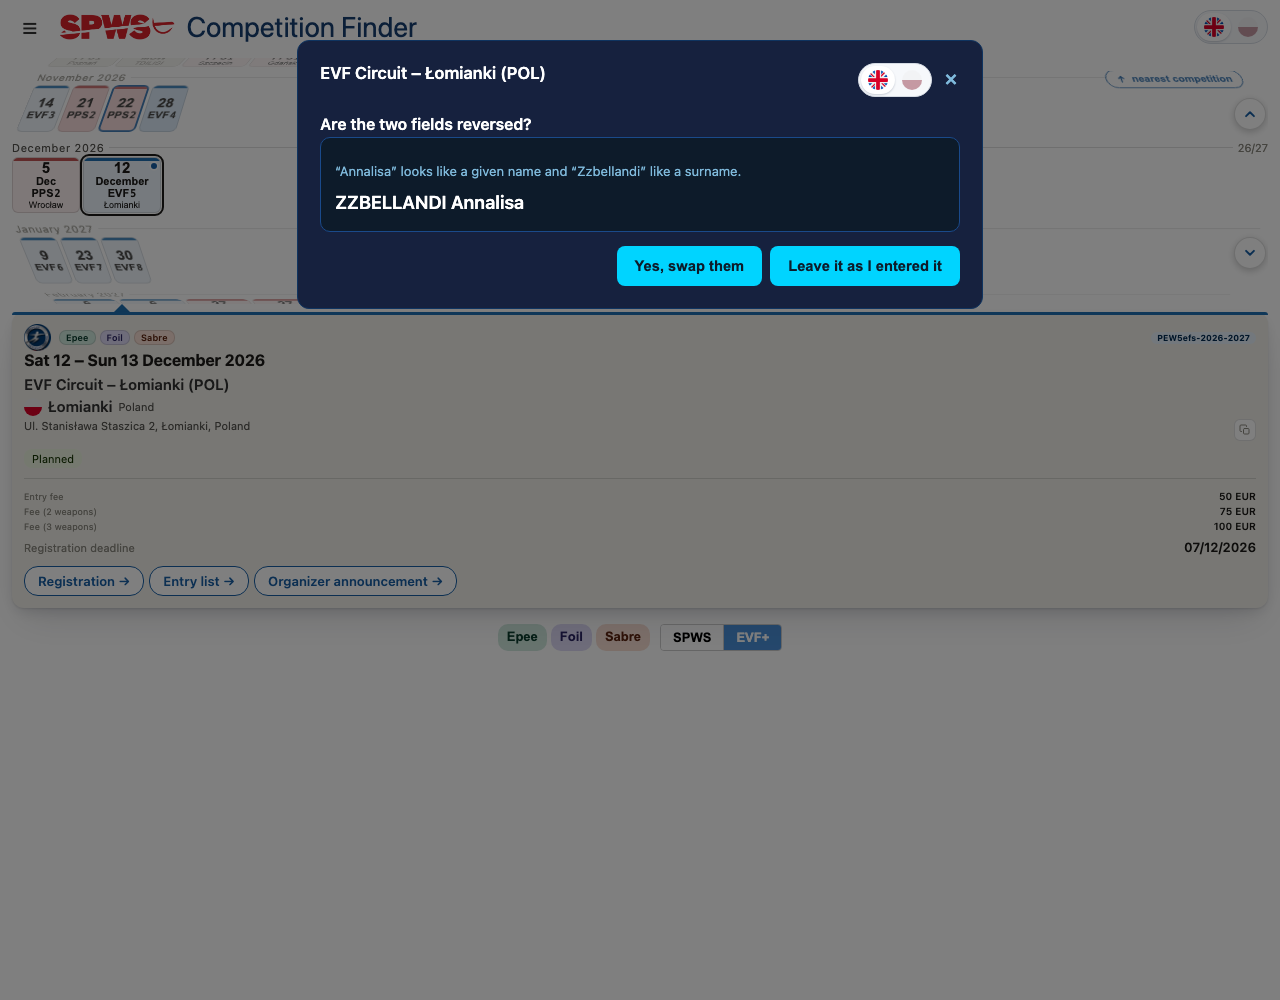 SPWS Competition Finder
November 2026
nearest competition
14 EVF3
21 PPS2
22 PPS2
28 EVF4
December 2026
26/27
5 Dec PPS2 Wrocław
12 December EVF5 Łomianki
January 2027
9 EVF6
23 EVF7
30 EVF8
February 2027
EVF Circuit – Łomianki (POL)
×
Are the two fields reversed?
“Annalisa” looks like a given name and “Zzbellandi” like a surname.
ZZBELLANDI Annalisa
Yes, swap them
Leave it as I entered it
Epee Foil Sabre
PEW5efs-2026-2027
Sat 12 – Sun 13 December 2026
EVF Circuit – Łomianki (POL)
Łomianki Poland
Ul. Stanisława Staszica 2, Łomianki, Poland
Planned
Entry fee 50 EUR
Fee (2 weapons) 75 EUR
Fee (3 weapons) 100 EUR
Registration deadline 07/12/2026
Registration →
Entry list →
Organizer announcement →
Epee Foil Sabre SPWS EVF+